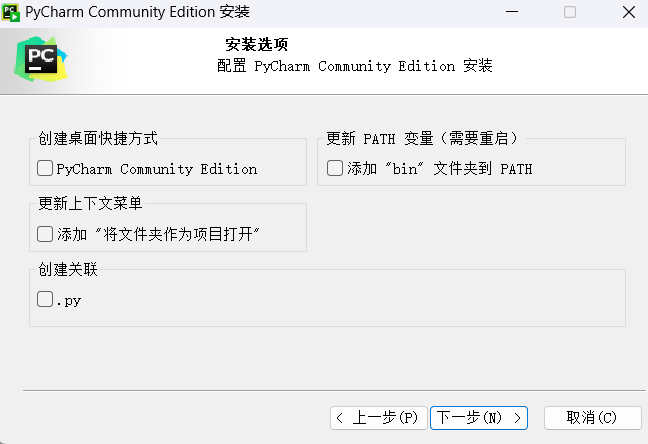 PyCharm Community Edition 安装
PC
安装选项
配置 PyCharm Community Edition 安装
创建桌面快捷方式
PyCharm Community Edition
更新 PATH 变量（需要重启）
添加 "bin" 文件夹到 PATH
更新上下文菜单
添加 "将文件夹作为项目打开"
创建关联
.py
< 上一步(P)
下一步(N) >
取消(C)